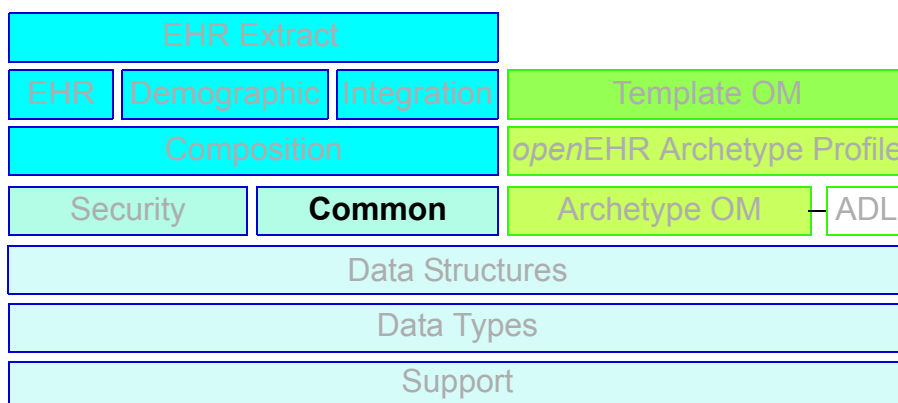 EHR Extract
EHR Demographic Integration Template OM
Composition openEHR Archetype Profile
Security Common Archetype OM ADL
Data Structures
Data Types
Support